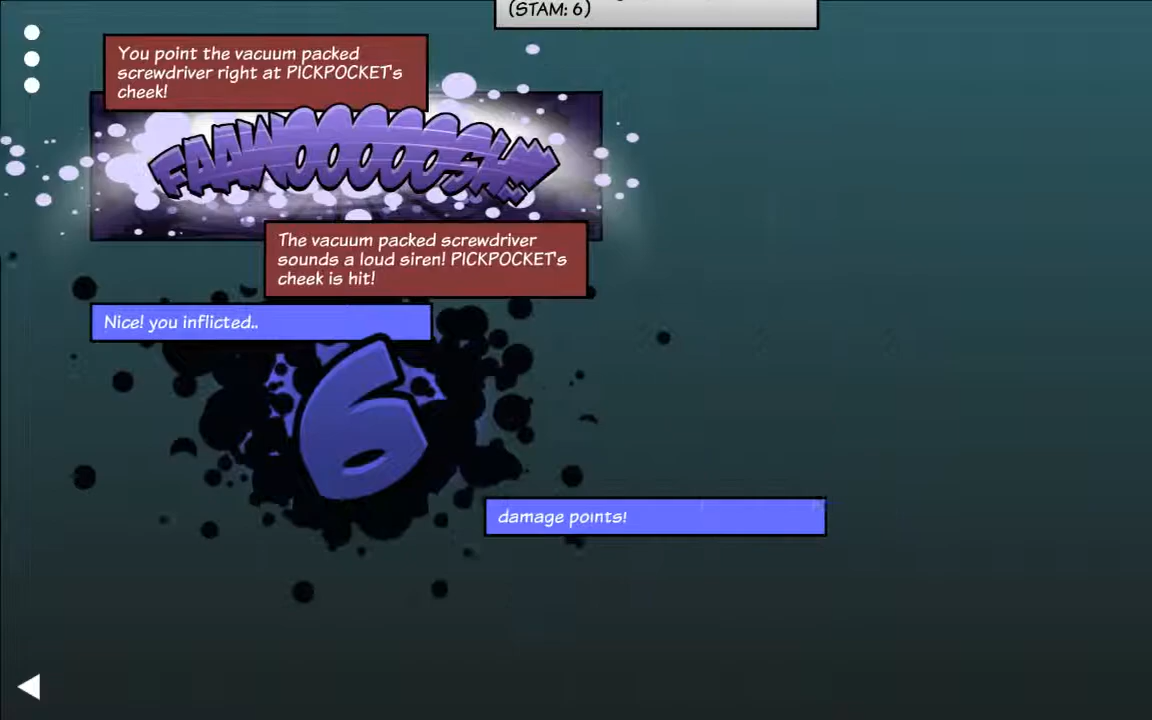 (STAM: 6)
You point the vacuum packed
screwdriver right at PICKPOCKET's
cheek!
FAAWOOOOOSH!!!
The vacuum packed screwdriver
sounds a loud siren! PICKPOCKET's
cheek is hit!
Nice! you inflicted..
6
damage points!